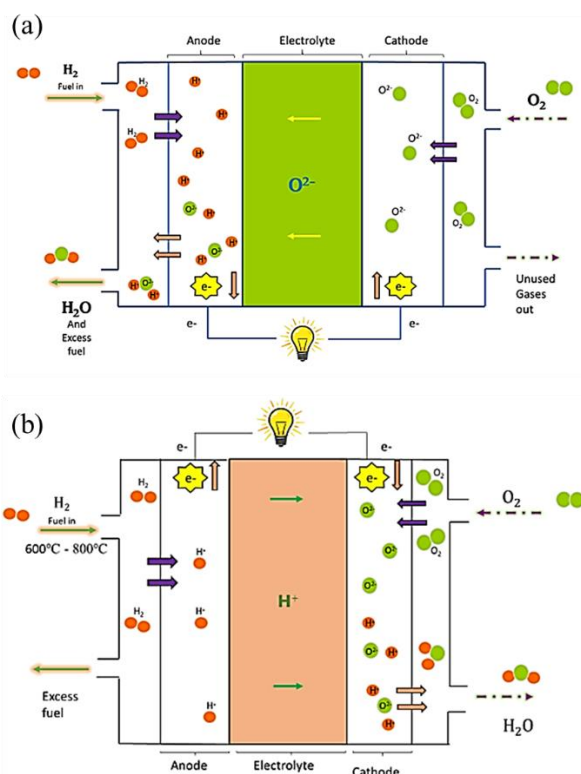 (a)
Anode Electrolyte Cathode
H₂
Fuel in
H₂
H₂
H⁺
H⁺
H⁺
H⁺
H⁺
H⁺
O²⁻
O²⁻
O²⁻
O²⁻
O²⁻
O²⁻
O₂
O₂
O₂
H⁺
H⁺
O²⁻
H⁺
H₂O
And
Excess
fuel
e-
e-
e-
e-
Unused
Gases
out
(b)
e-
e-
e-
e-
H₂
Fuel in
600°C - 800°C
H₂
H₂
H⁺
H⁺
H⁺
H⁺
O²⁻
O²⁻
O²⁻
H⁺
O²⁻
H⁺
H⁺
O²⁻
H⁺
O₂
O₂
O₂
Excess
fuel
H₂O
Anode Electrolyte Cathode